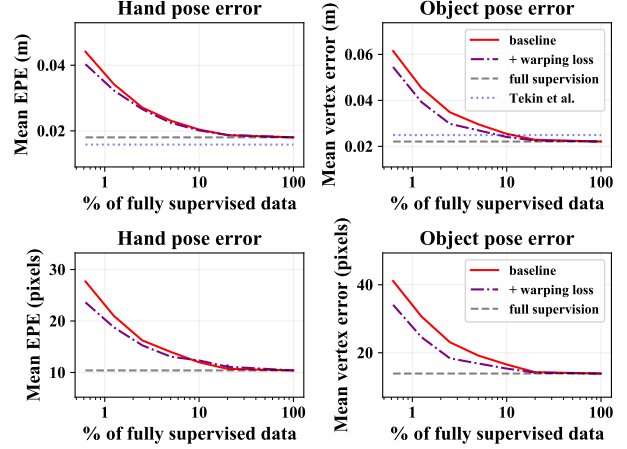 Hand pose error
Mean EPE (m)
0.04
0.02
1
10
100
% of fully supervised data
Object pose error
Mean vertex error (m)
0.06
0.04
0.02
baseline
+ warping loss
full supervision
Tekin et al.
1
10
100
% of fully supervised data
Hand pose error
Mean EPE (pixels)
30
20
10
1
10
100
% of fully supervised data
Object pose error
Mean vertex error (pixels)
40
20
baseline
+ warping loss
full supervision
1
10
100
% of fully supervised data